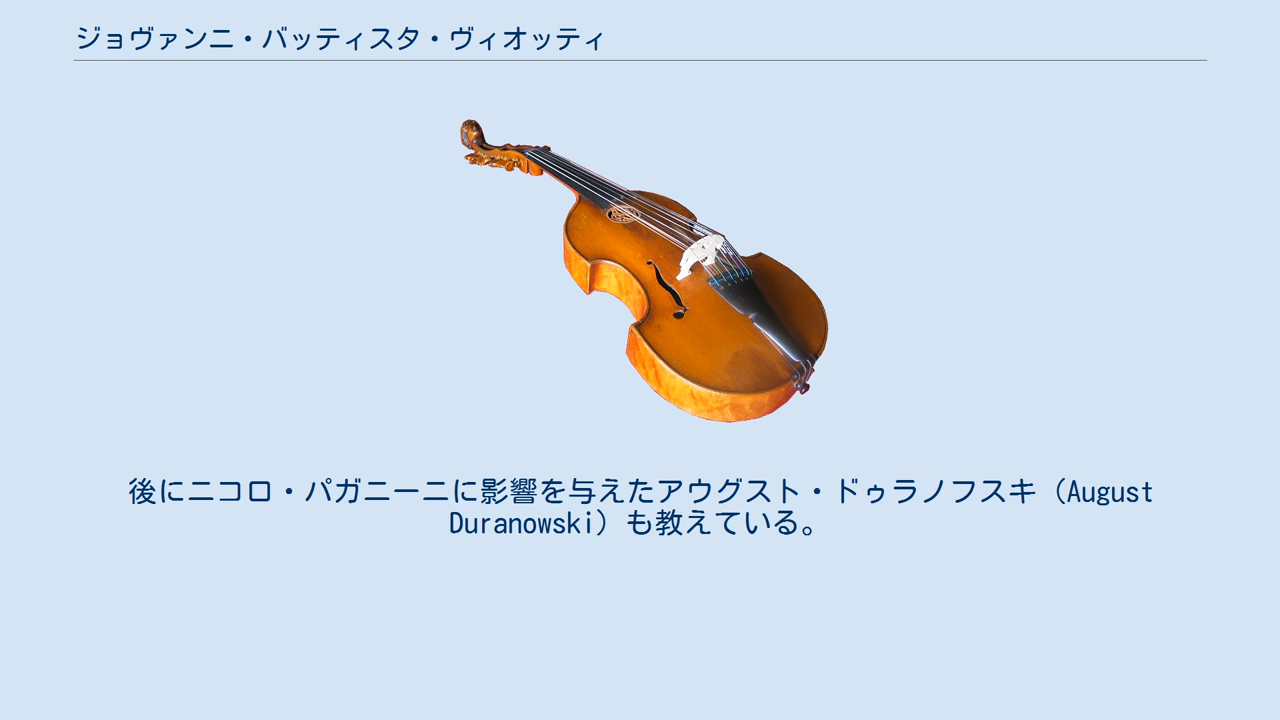 ジョヴァンニ・バッティスタ・ヴィオッティ
後にニコロ・パガニーニに影響を与えたアウグスト・ドゥラノフスキ（August
Duranowski）も教えている。